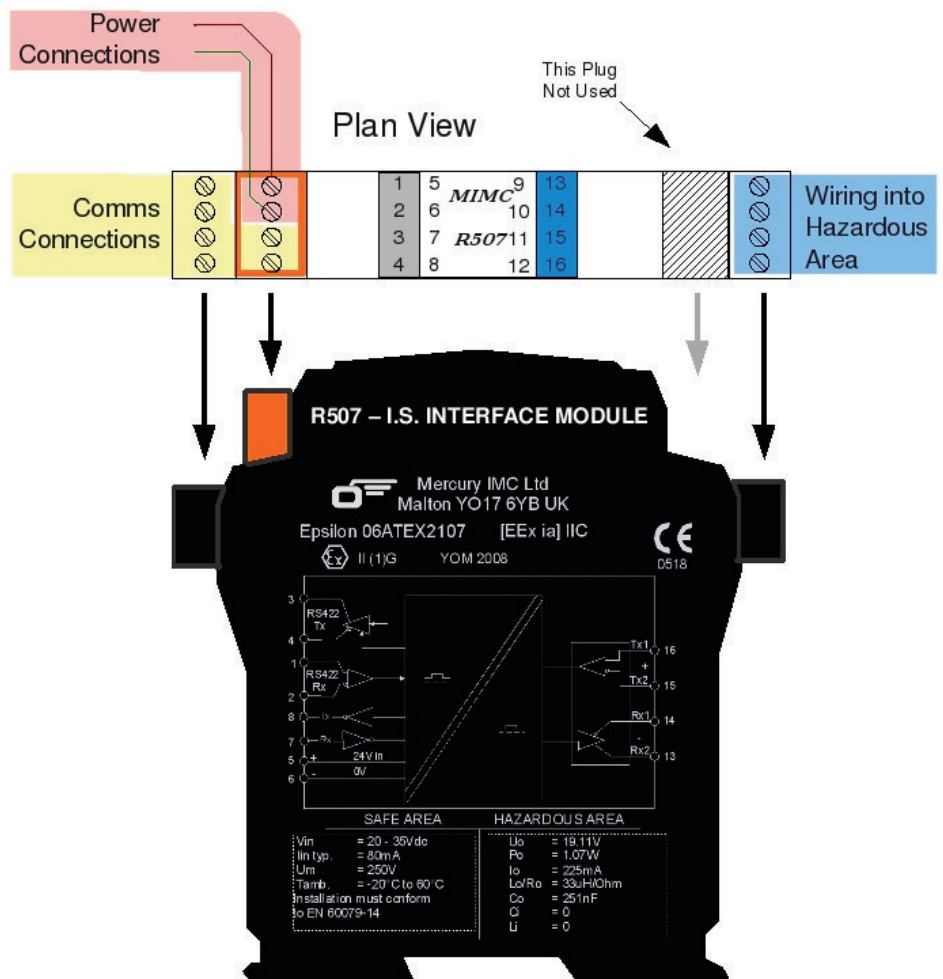 Power
Connections
This Plug
Not Used
Plan View
Comms
Connections
1 5 MIMC 9 13
2 6 10 14
3 7 R507 11 15
4 8 12 16
Wiring into
Hazardous
Area
R507 – I.S. INTERFACE MODULE
Mercury IMC Ltd
Malton YO17 6YB UK
Epsilon 06ATEX2107 [EEx ia] IIC
Ex II (1)G YOM 2008
CE
0518
3
RS422
Tx
4
1
RS422
Rx
2
8 Tx
7 Rx
5 + 24V in
6 - 0V
Tx1 16
+
Tx2 15
Rx1 14
-
Rx2 13
SAFE AREA
Vin = 20 - 35Vdc
Iin typ. = 80mA
Um = 250V
Tamb. = -20°C to 60°C
Installation must conform
to EN 60079-14
HAZARDOUS AREA
Uo = 19.11V
Po = 1.07W
Io = 225mA
Lo/Ro = 33uH/Ohm
Co = 251nF
Ci = 0
Li = 0